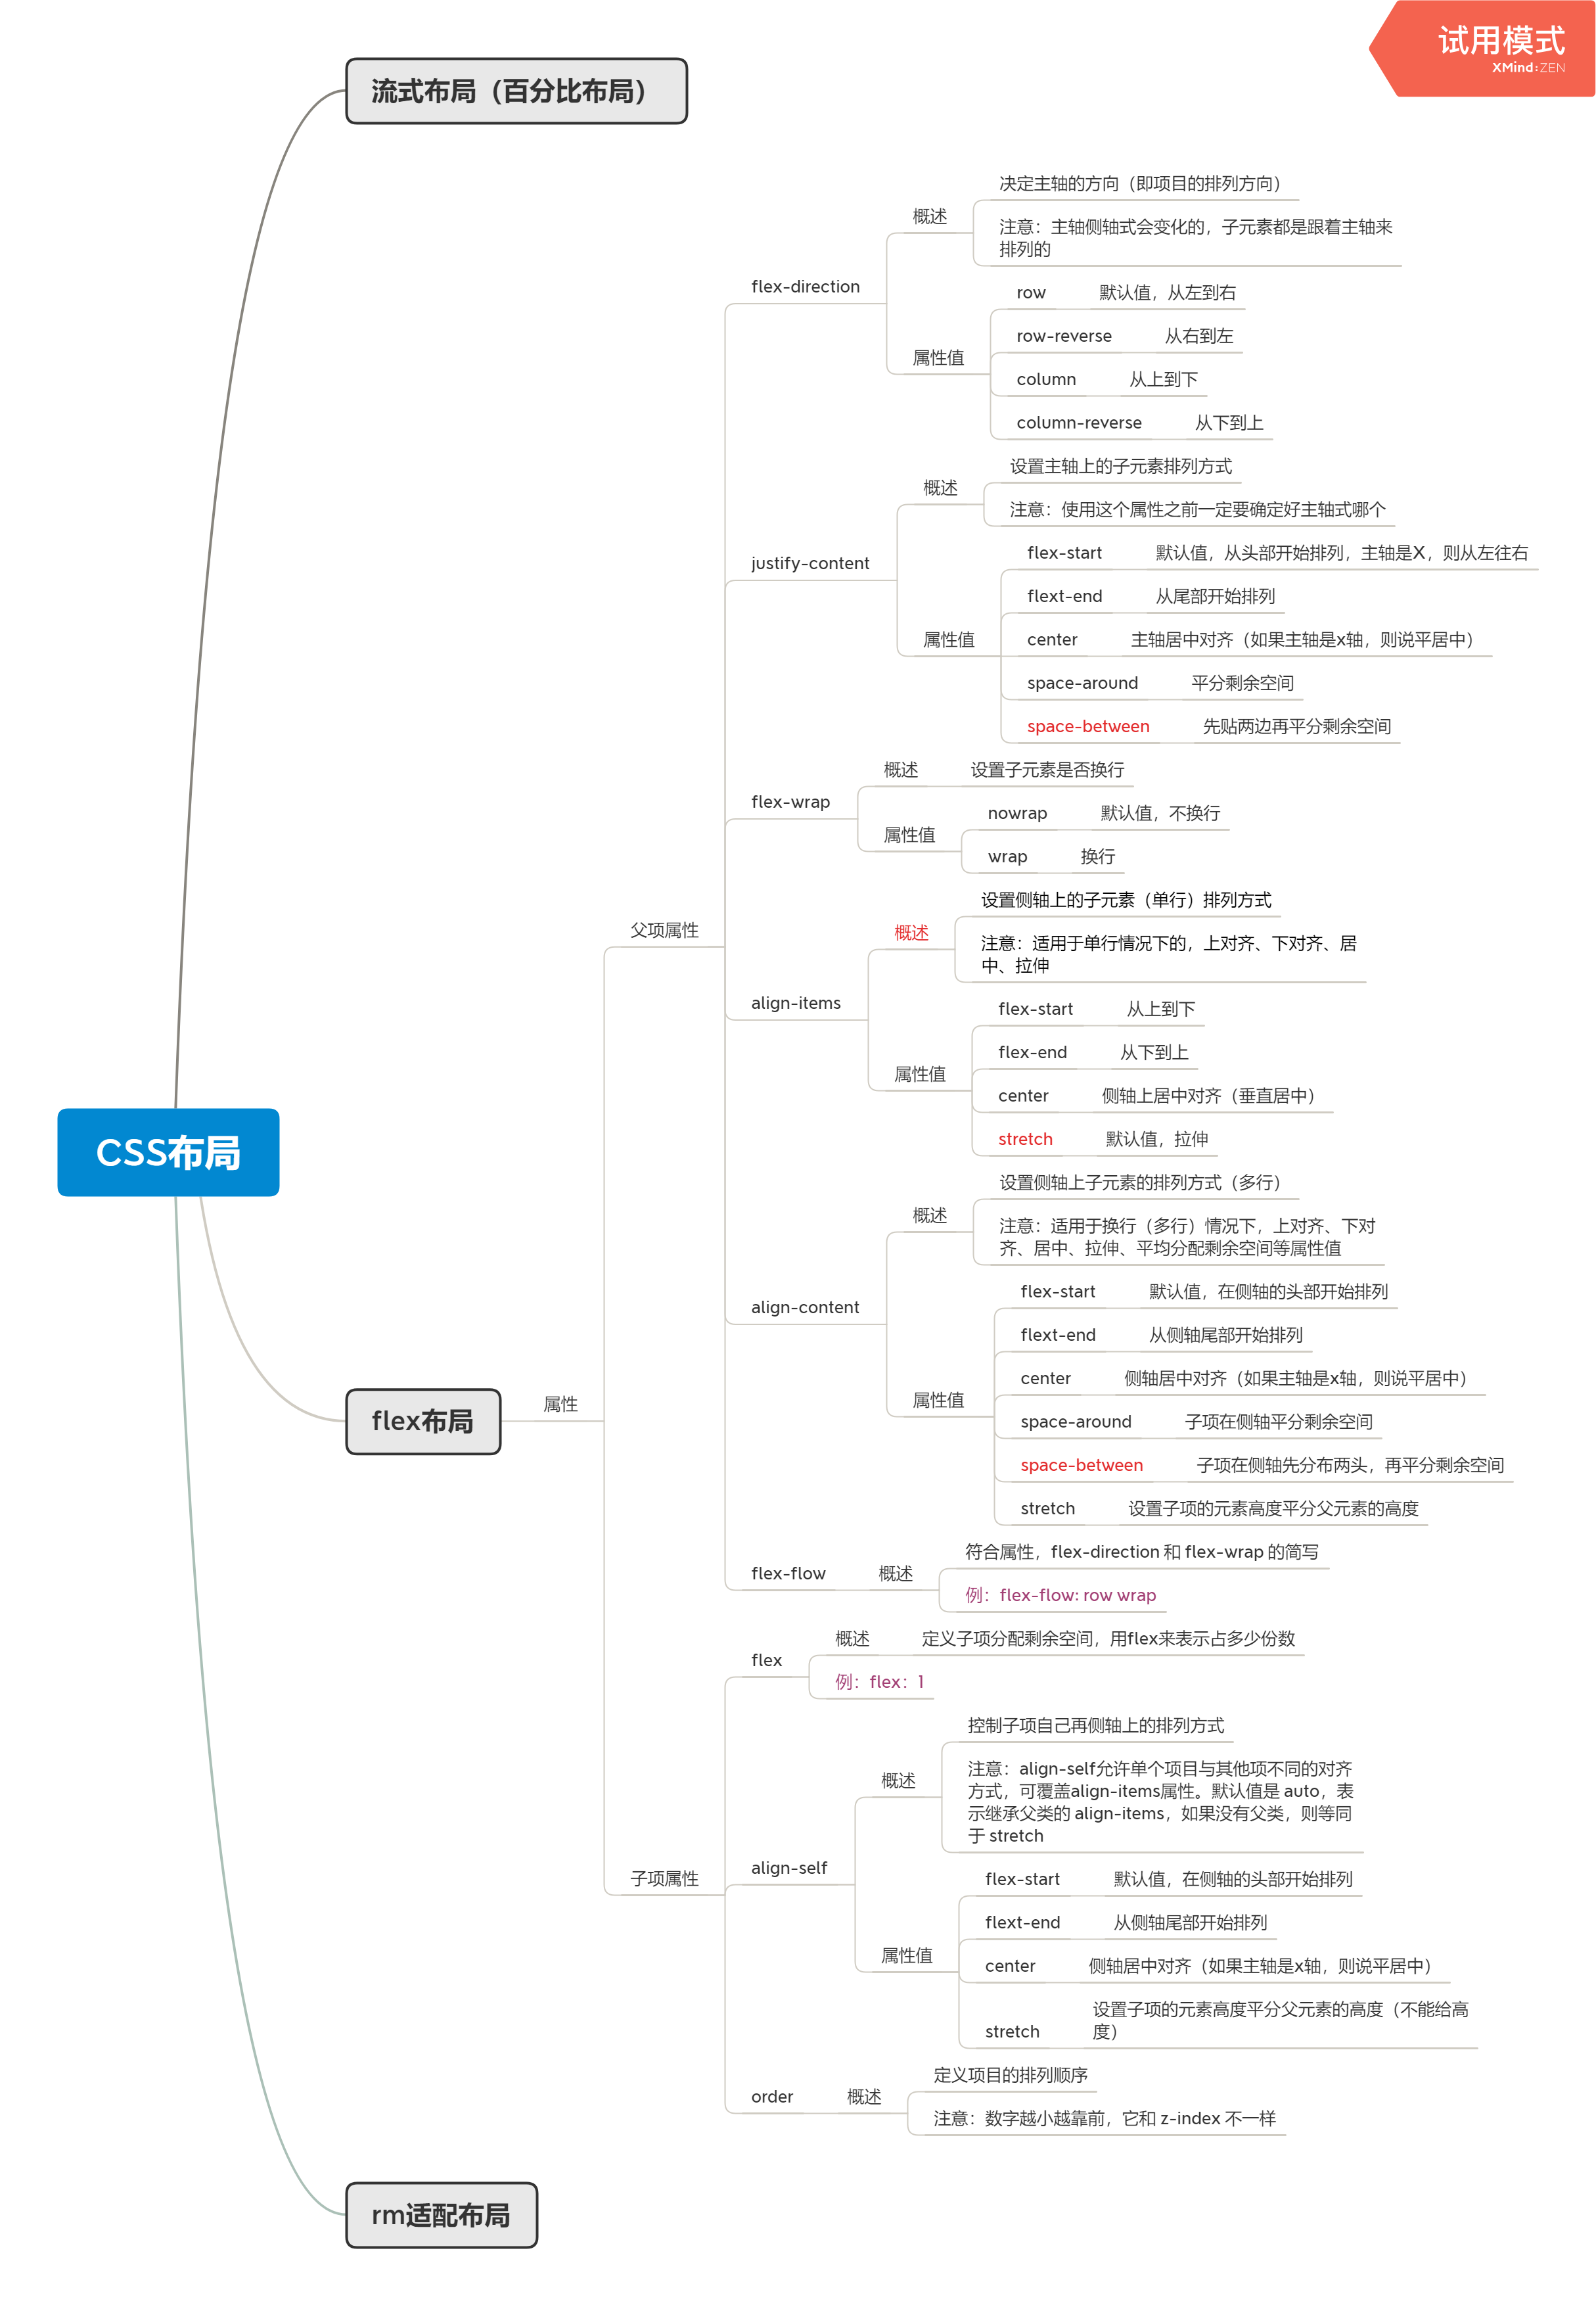 试用模式
XMind:ZEN
流式布局（百分比布局）
决定主轴的方向（即项目的排列方向）
概述
注意：主轴侧轴式会变化的，子元素都是跟着主轴来
排列的
flex-direction
row 默认值，从左到右
row-reverse 从右到左
属性值
column 从上到下
column-reverse 从下到上
设置主轴上的子元素排列方式
概述
注意：使用这个属性之前一定要确定好主轴式哪个
flex-start 默认值，从头部开始排列，主轴是X，则从左往右
justify-content
flext-end 从尾部开始排列
属性值
center 主轴居中对齐（如果主轴是x轴，则说平居中）
space-around 平分剩余空间
space-between 先贴两边再平分剩余空间
概述 设置子元素是否换行
flex-wrap
nowrap 默认值，不换行
属性值
wrap 换行
设置侧轴上的子元素（单行）排列方式
父项属性
概述
注意：适用于单行情况下的，上对齐、下对齐、居
中、拉伸
align-items
flex-start 从上到下
flex-end 从下到上
属性值
center 侧轴上居中对齐（垂直居中）
stretch 默认值，拉伸
CSS布局
设置侧轴上子元素的排列方式（多行）
概述
注意：适用于换行（多行）情况下，上对齐、下对
齐、居中、拉伸、平均分配剩余空间等属性值
align-content
flex-start 默认值，在侧轴的头部开始排列
flext-end 从侧轴尾部开始排列
center 侧轴居中对齐（如果主轴是x轴，则说平居中）
属性值
space-around 子项在侧轴平分剩余空间
space-between 子项在侧轴先分布两头，再平分剩余空间
stretch 设置子项的元素高度平分父元素的高度
flex布局
属性
符合属性，flex-direction 和 flex-wrap 的简写
flex-flow 概述
例：flex-flow: row wrap
概述 定义子项分配剩余空间，用flex来表示占多少份数
flex
例：flex：1
控制子项自己再侧轴上的排列方式
概述
注意：align-self允许单个项目与其他项不同的对齐
方式，可覆盖align-items属性。默认值是 auto，表
示继承父类的 align-items，如果没有父类，则等同
于 stretch
align-self
子项属性
flex-start 默认值，在侧轴的头部开始排列
flext-end 从侧轴尾部开始排列
属性值
center 侧轴居中对齐（如果主轴是x轴，则说平居中）
stretch 设置子项的元素高度平分父元素的高度（不能给高
度）
定义项目的排列顺序
order 概述
注意：数字越小越靠前，它和 z-index 不一样
rm适配布局